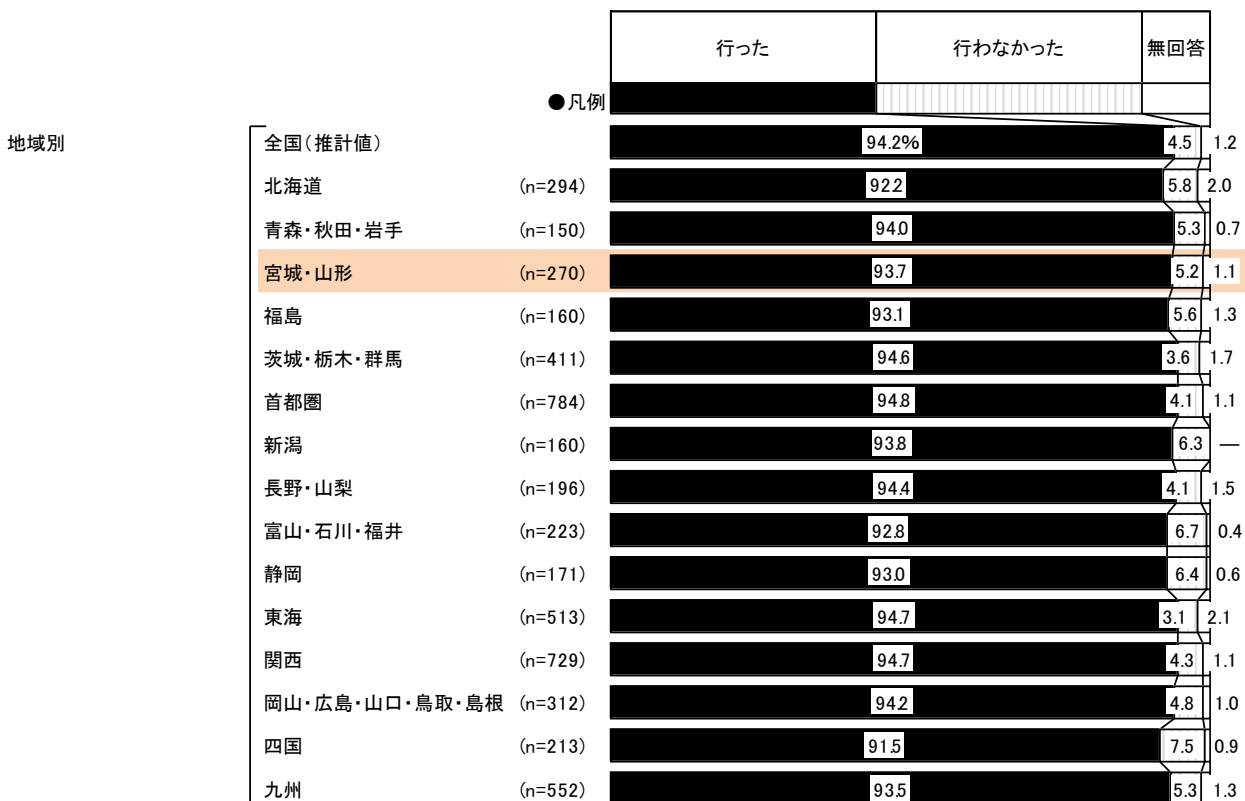 行った 行わなかった 無回答
●凡例
地域別 全国(推計値) 94.2% 4.5 1.2
北海道 (n=294) 92.2 5.8 2.0
青森・秋田・岩手 (n=150) 94.0 5.3 0.7
宮城・山形 (n=270) 93.7 5.2 1.1
福島 (n=160) 93.1 5.6 1.3
茨城・栃木・群馬 (n=411) 94.6 3.6 1.7
首都圏 (n=784) 94.8 4.1 1.1
新潟 (n=160) 93.8 6.3 —
長野・山梨 (n=196) 94.4 4.1 1.5
富山・石川・福井 (n=223) 92.8 6.7 0.4
静岡 (n=171) 93.0 6.4 0.6
東海 (n=513) 94.7 3.1 2.1
関西 (n=729) 94.7 4.3 1.1
岡山・広島・山口・鳥取・島根 (n=312) 94.2 4.8 1.0
四国 (n=213) 91.5 7.5 0.9
九州 (n=552) 93.5 5.3 1.3